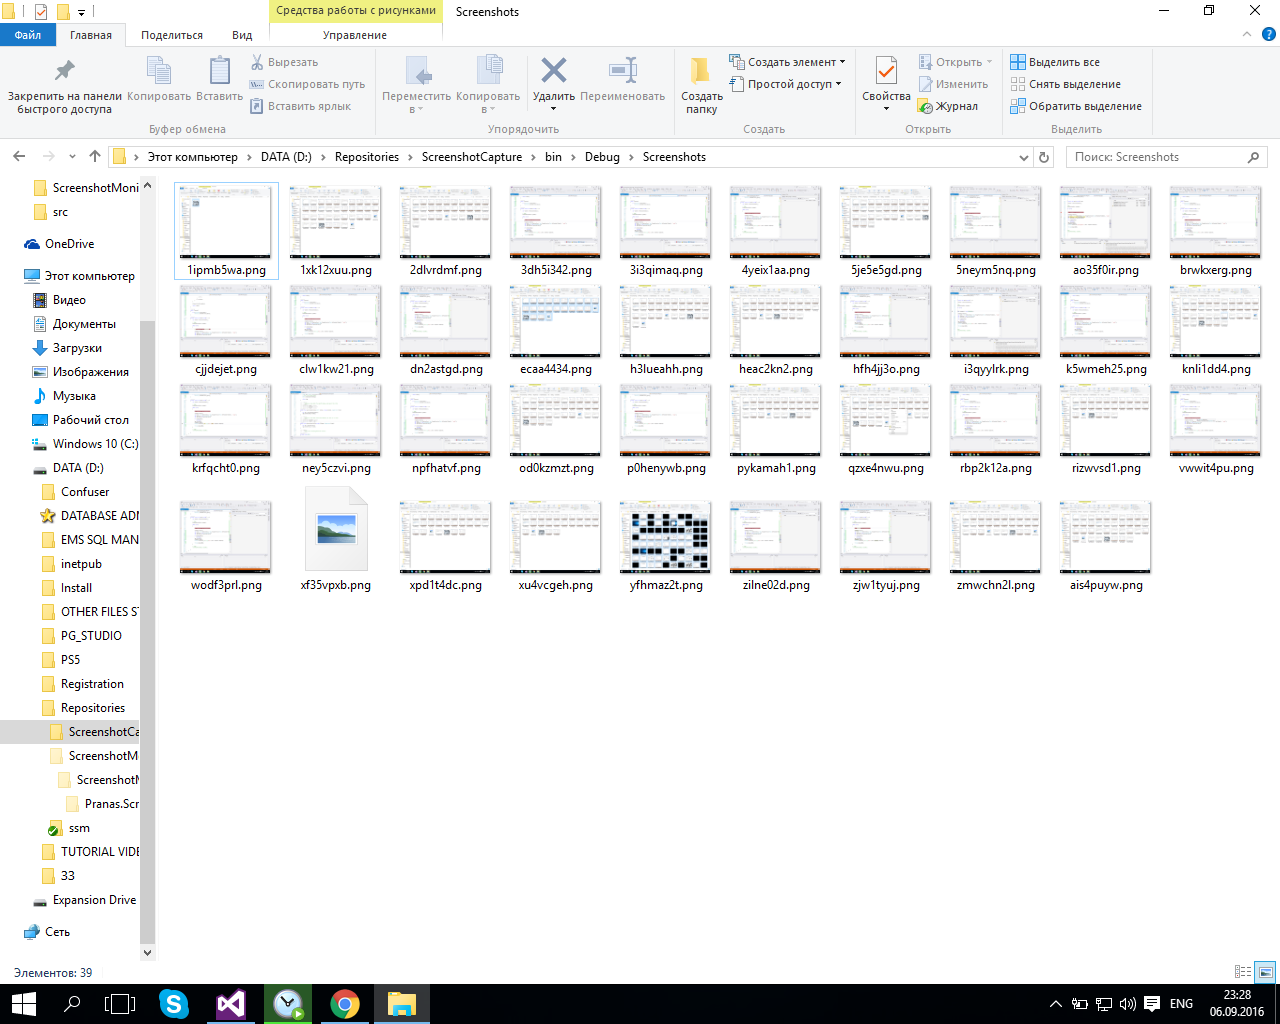 Средства работы с рисунками
Screenshots
Файл
Главная
Поделиться
Вид
Управление
Закрепить на панели быстрого доступа
Копировать
Вставить
Вырезать
Скопировать путь
Вставить ярлык
Буфер обмена
Переместить в
Копировать в
Удалить
Переименовать
Упорядочить
Создать папку
Создать элемент
Простой доступ
Создать
Свойства
Открыть
Изменить
Журнал
Открыть
Выделить все
Снять выделение
Обратить выделение
Выделить
Этот компьютер
DATA (D:)
Repositories
ScreenshotCapture
bin
Debug
Screenshots
Поиск: Screenshots
ScreenshotMoni
src
OneDrive
Этот компьютер
Видео
Документы
Загрузки
Изображения
Музыка
Рабочий стол
Windows 10 (C:)
DATA (D:)
Confuser
DATABASE ADM
EMS SQL MAN
inetpub
Install
OTHER FILES ST
PG_STUDIO
PS5
Registration
Repositories
ScreenshotCa
ScreenshotM
ScreenshotM
Pranas.Scr
ssm
TUTORIAL VIDE
33
Expansion Drive
Сеть
1ipmb5wa.png
1xk12xuu.png
2dlvrdmf.png
3dh5i342.png
3i3qimaq.png
4yeix1aa.png
5je5e5gd.png
5neym5nq.png
ao35f0ir.png
brwkxerg.png
cjjdejet.png
clw1kw21.png
dn2astgd.png
ecaa4434.png
h3lueahh.png
heac2kn2.png
hfh4jj3o.png
i3qyylrk.png
k5wmeh25.png
knli1dd4.png
krfqcht0.png
ney5czvi.png
npfhatvf.png
od0kzmzt.png
p0henywb.png
pykamah1.png
qzxe4nwu.png
rbp2k12a.png
rizwvsd1.png
vwwit4pu.png
wodf3prl.png
xf35vpxb.png
xpd1t4dc.png
xu4vcgeh.png
yfhmaz2t.png
zilne02d.png
zjw1tyuj.png
zmwchn2l.png
ais4puyw.png
Элементов: 39
ENG
23:28
06.09.2016